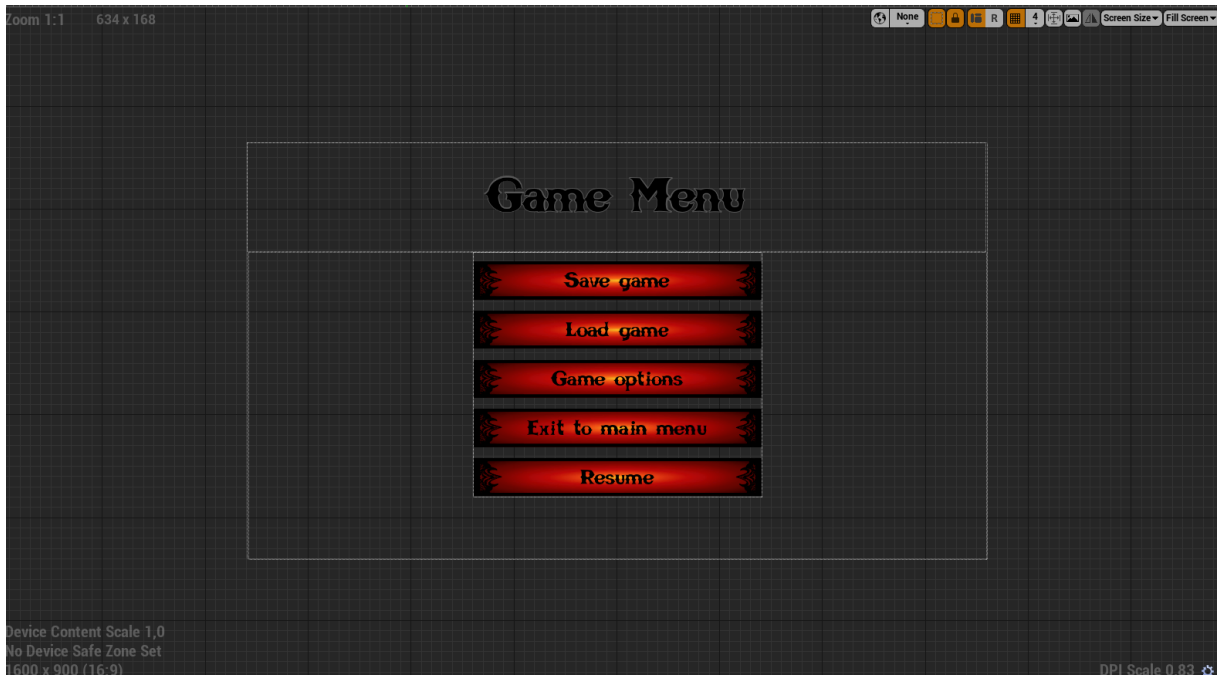 Zoom 1:1 634 x 168 None R 4 Screen Size Fill Screen
Game Menu
Save game
Load game
Game options
Exit to main menu
Resume
Device Content Scale 1,0
No Device Safe Zone Set
1600 x 900 (16:9) DPI Scale 0.83